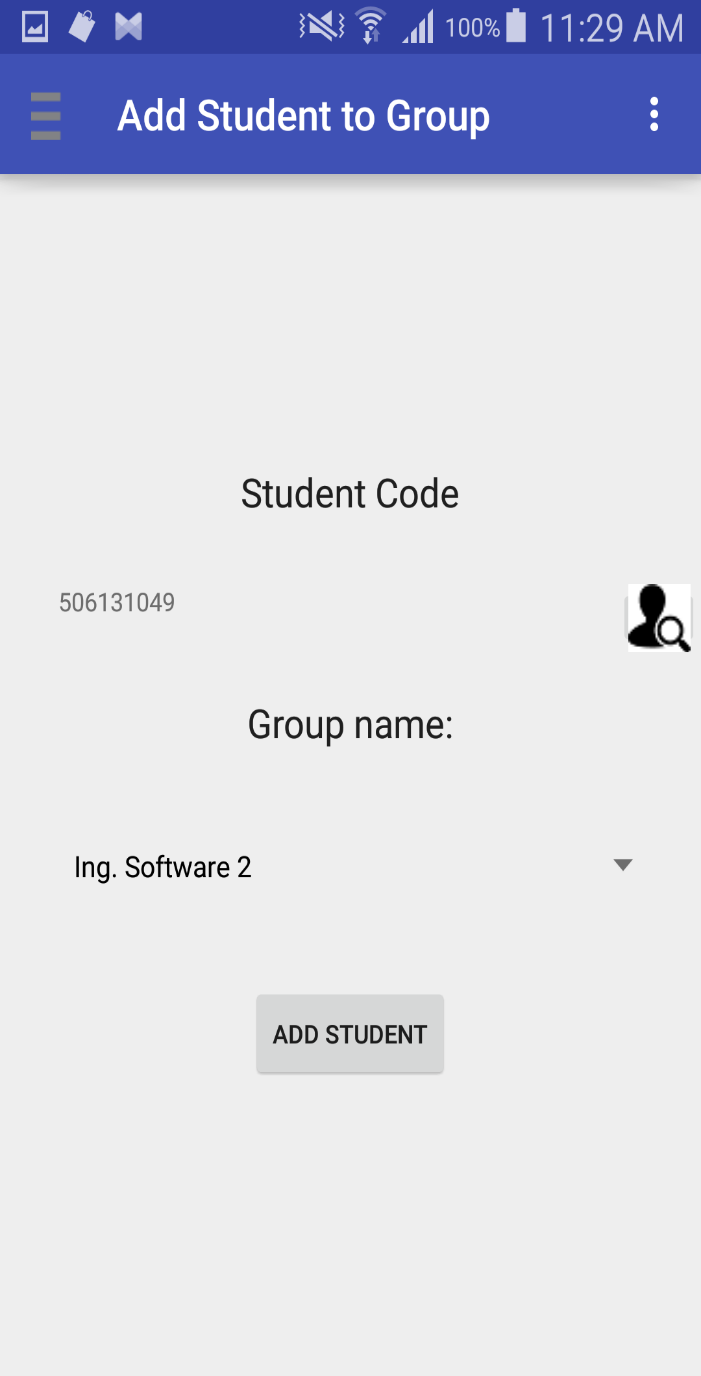 100% 11:29 AM
Add Student to Group
Student Code
506131049
Group name:
Ing. Software 2
ADD STUDENT